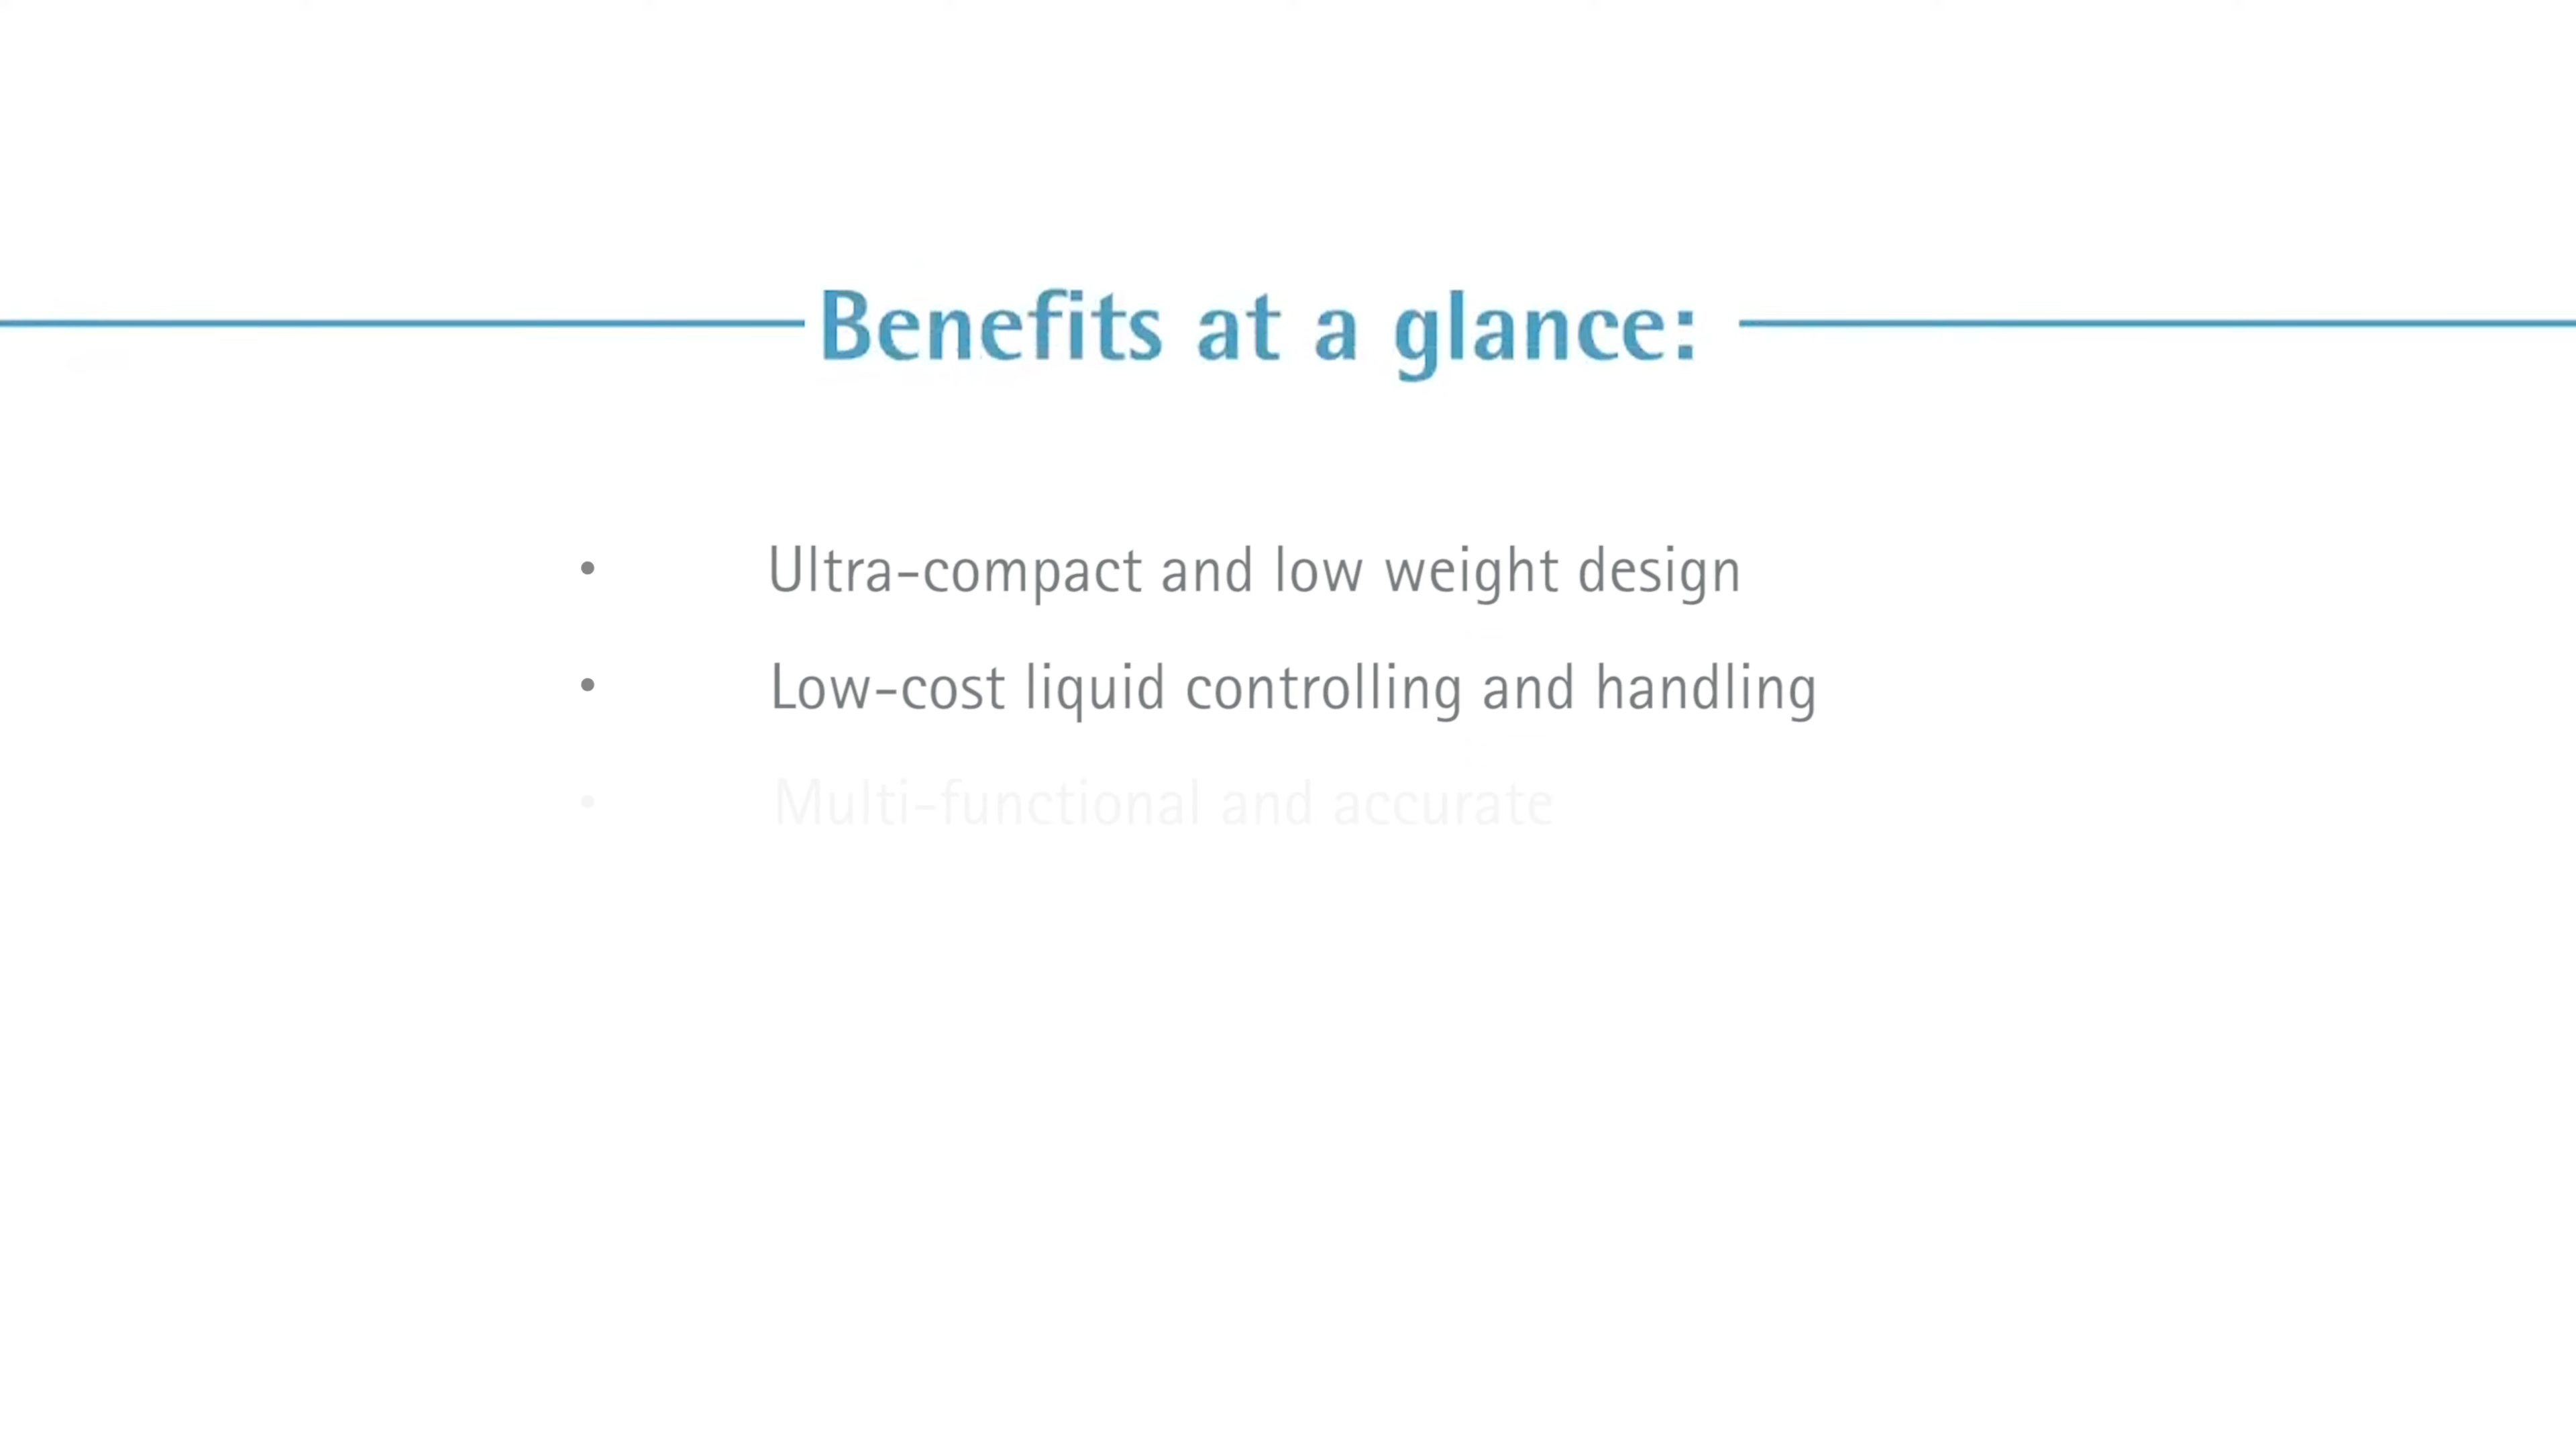 Benefits at a glance:
• Ultra-compact and low weight design
• Low-cost liquid controlling and handling
• Multi-functional and accurate